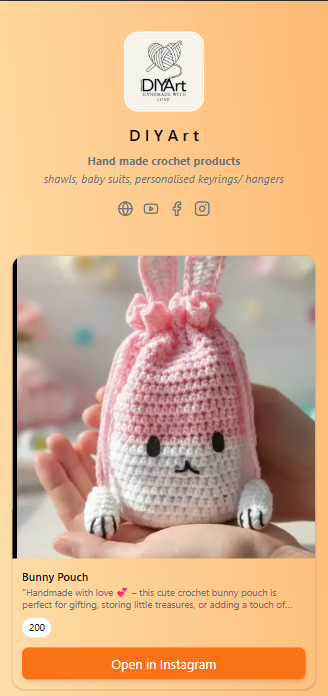 DIYArt
HANDMADE WITH
LOVE
DIYArt
Hand made crochet products
shawls, baby suits, personalised keyrings/ hangers
Bunny Pouch
"Handmade with love 💕 – this cute crochet bunny pouch is
perfect for gifting, storing little treasures, or adding a touch of...
200
Open in Instagram